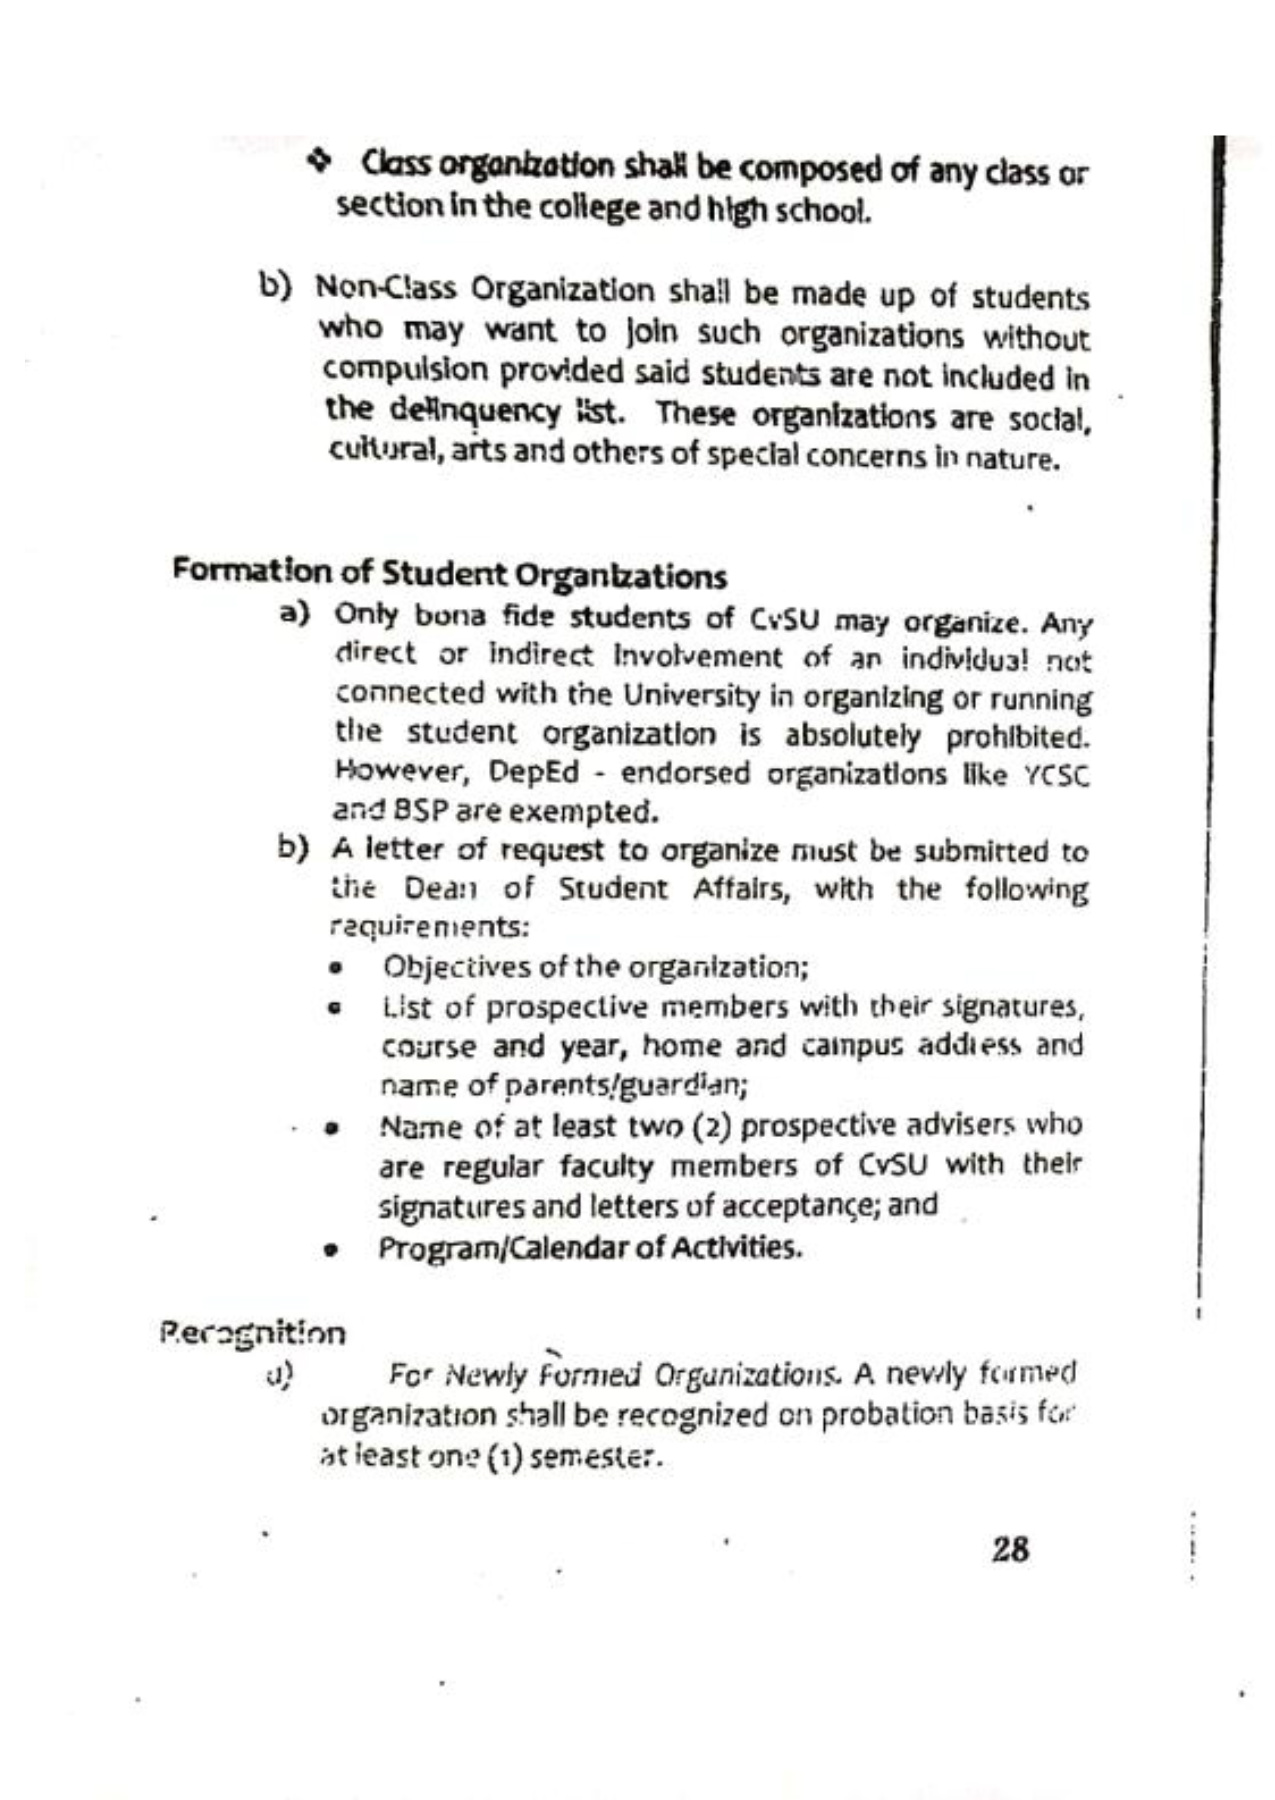 ❖ Class organization shall be composed of any class or
section in the college and high school.
b) Non-Class Organization shall be made up of students
who may want to join such organizations without
compulsion provided said students are not included in
the delinquency list. These organizations are social,
cultural, arts and others of special concerns in nature.
Formation of Student Organizations
a) Only bona fide students of CvSU may organize. Any
direct or indirect involvement of an individual not
connected with the University in organizing or running
the student organization is absolutely prohibited.
However, DepEd - endorsed organizations like YCSC
and BSP are exempted.
b) A letter of request to organize must be submitted to
the Dean of Student Affairs, with the following
requirements:
• Objectives of the organization;
• List of prospective members with their signatures,
course and year, home and campus address and
name of parents/guardian;
• Name of at least two (2) prospective advisers who
are regular faculty members of CvSU with their
signatures and letters of acceptance; and
• Program/Calendar of Activities.
Recognition
a) For Newly Formed Organizations. A newly formed
organization shall be recognized on probation basis for
at least one (1) semester.
28